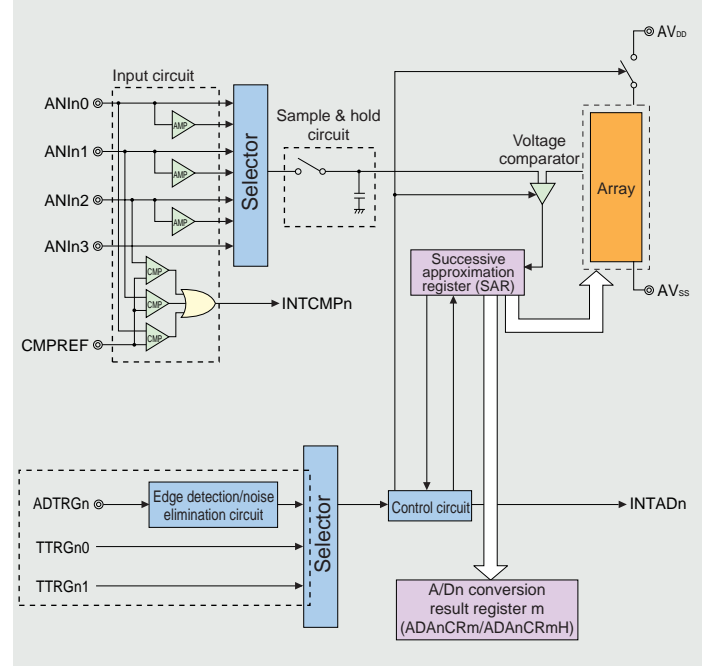 AVDD
Input circuit
ANIn0
AMP
Sample & hold
circuit
ANIn1
AMP
Selector
Voltage
comparator
Array
ANIn2
AMP
ANIn3
CMP
Successive
approximation
register (SAR)
AVSS
CMP
INTCMPn
CMP
CMPREF
ADTRGn
Edge detection/noise
elimination circuit
Selector
Control circuit
INTADn
TTRGn0
TTRGn1
A/Dn conversion
result register m
(ADAnCRm/ADAnCRmH)